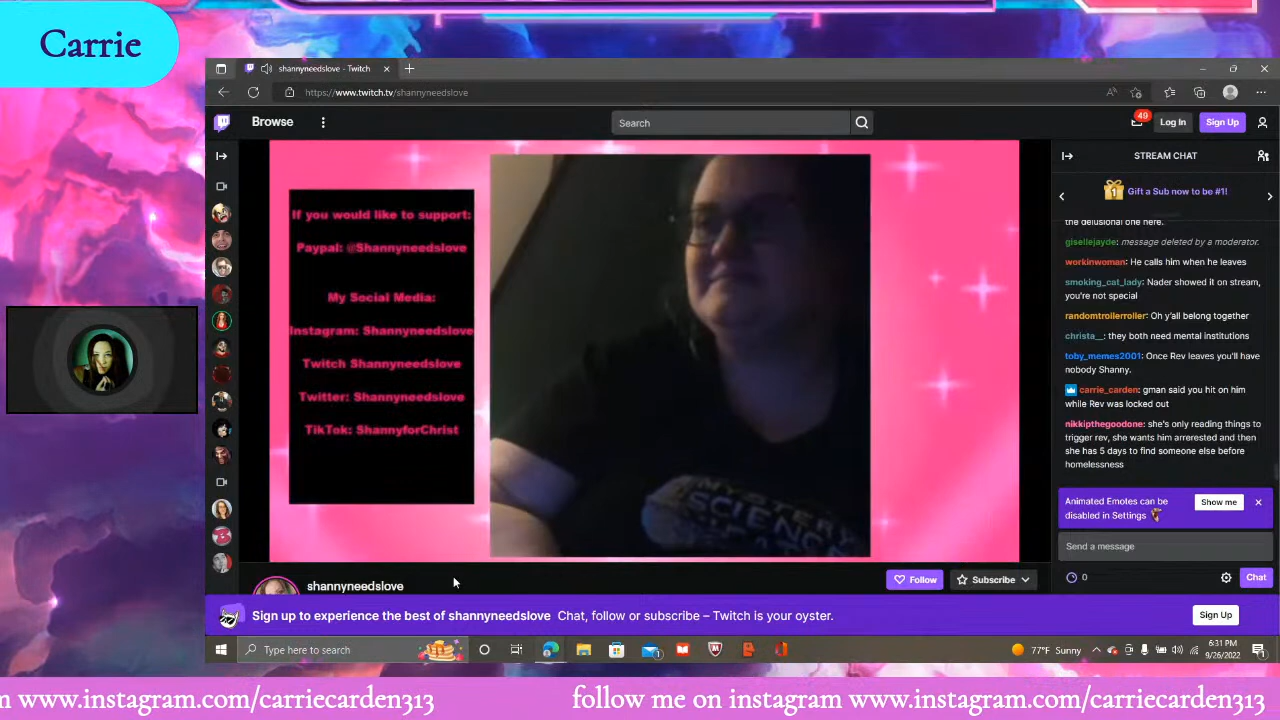 Carrie
shannyneedslove - Twitch
https://www.twitch.tv/shannyneedslove
Browse
Search
49
Log In
Sign Up
If you would like to support:
Paypal: @Shannyneedslove
My Social Media:
Instagram: Shannyneedslove
Twitch Shannyneedslove
Twitter: Shannyneedslove
TikTok: ShannyforChrist
MYSTERY
SCIENCE
STREAM CHAT
1
Gift a Sub now to be #1!
the delusional one here.
gisellejayde: message deleted by a moderator.
workinwoman: He calls him when he leaves
smoking_cat_lady: Nader showed it on stream,
you're not special
randomtrollerroller: Oh y'all belong together
christa__: they both need mental institutions
toby_memes2001: Once Rev leaves you'll have
nobody Shanny.
carrie_carden: gman said you hit on him
while Rev was locked out
nikkipthegoodone: she's only reading things to
trigger rev, she wants him arrerested and then
she has 5 days to find someone else before
homelessness
Animated Emotes can be
disabled in Settings
Show me
Send a message
0
Chat
shannyneedslove
Follow
Subscribe
Sign up to experience the best of shannyneedslove Chat, follow or subscribe – Twitch is your oyster.
Sign Up
Type here to search
77°F Sunny
6:31 PM
9/26/2022
m www.instagram.com/carriecarden313
follow me on instagram www.instagram.com/carriecarden313